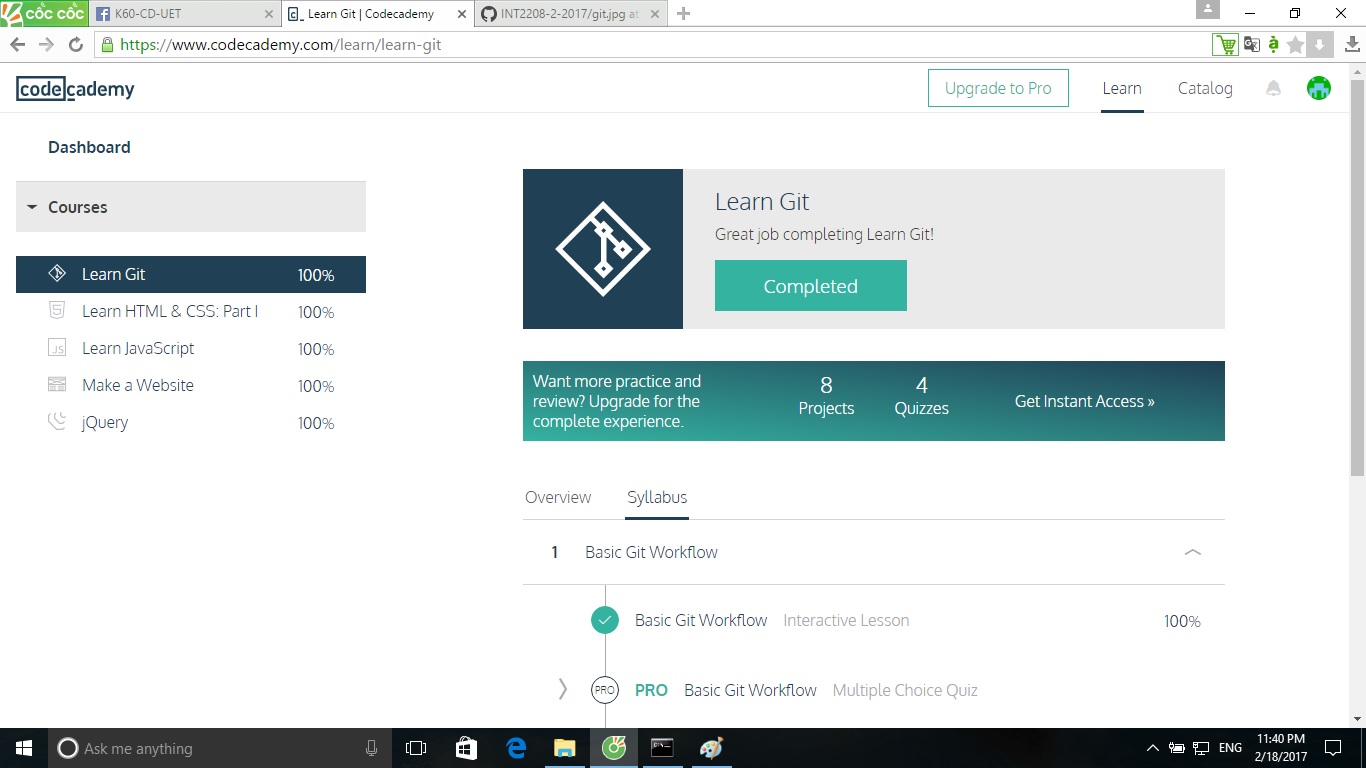 cốc cốc
K60-CD-UET
Learn Git | Codecademy
INT2208-2-2017/git.jpg at
https://www.codecademy.com/learn/learn-git
codecademy
Upgrade to Pro
Learn
Catalog
Dashboard
Courses
Learn Git 100%
Learn HTML & CSS: Part I 100%
JS Learn JavaScript 100%
Make a Website 100%
jQuery 100%
Learn Git
Great job completing Learn Git!
Completed
Want more practice and
review? Upgrade for the
complete experience.
8
Projects
4
Quizzes
Get Instant Access »
Overview
Syllabus
1 Basic Git Workflow
Basic Git Workflow Interactive Lesson 100%
PRO PRO Basic Git Workflow Multiple Choice Quiz
Ask me anything
ENG
11:40 PM
2/18/2017